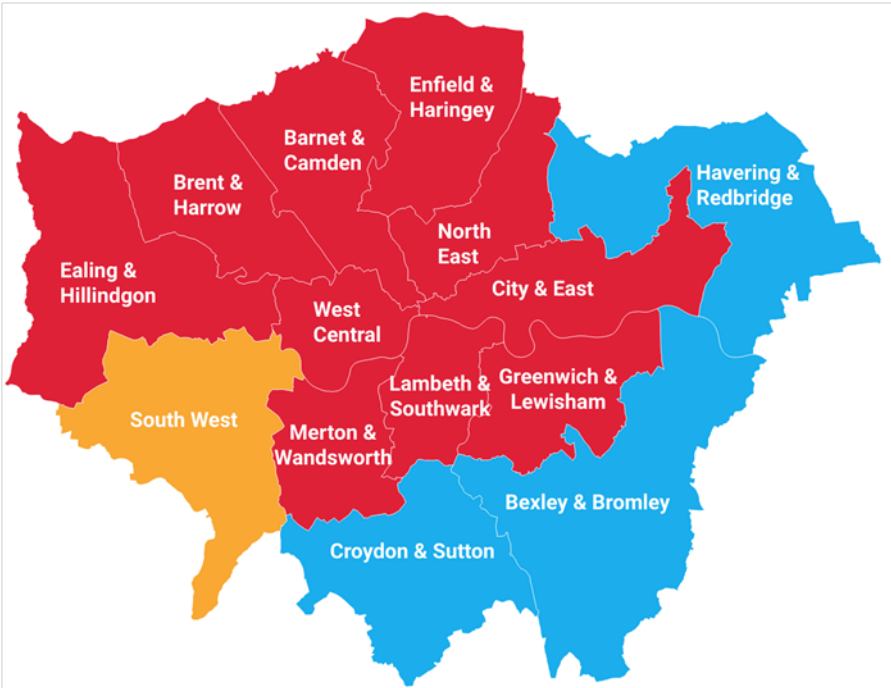 Enfield &
Haringey
Barnet &
Camden
Havering &
Redbridge
Brent &
Harrow
North
East
Ealing &
Hillindgon
City & East
West
Central
Lambeth &
Southwark
Greenwich &
Lewisham
South West
Merton &
Wandsworth
Bexley & Bromley
Croydon & Sutton